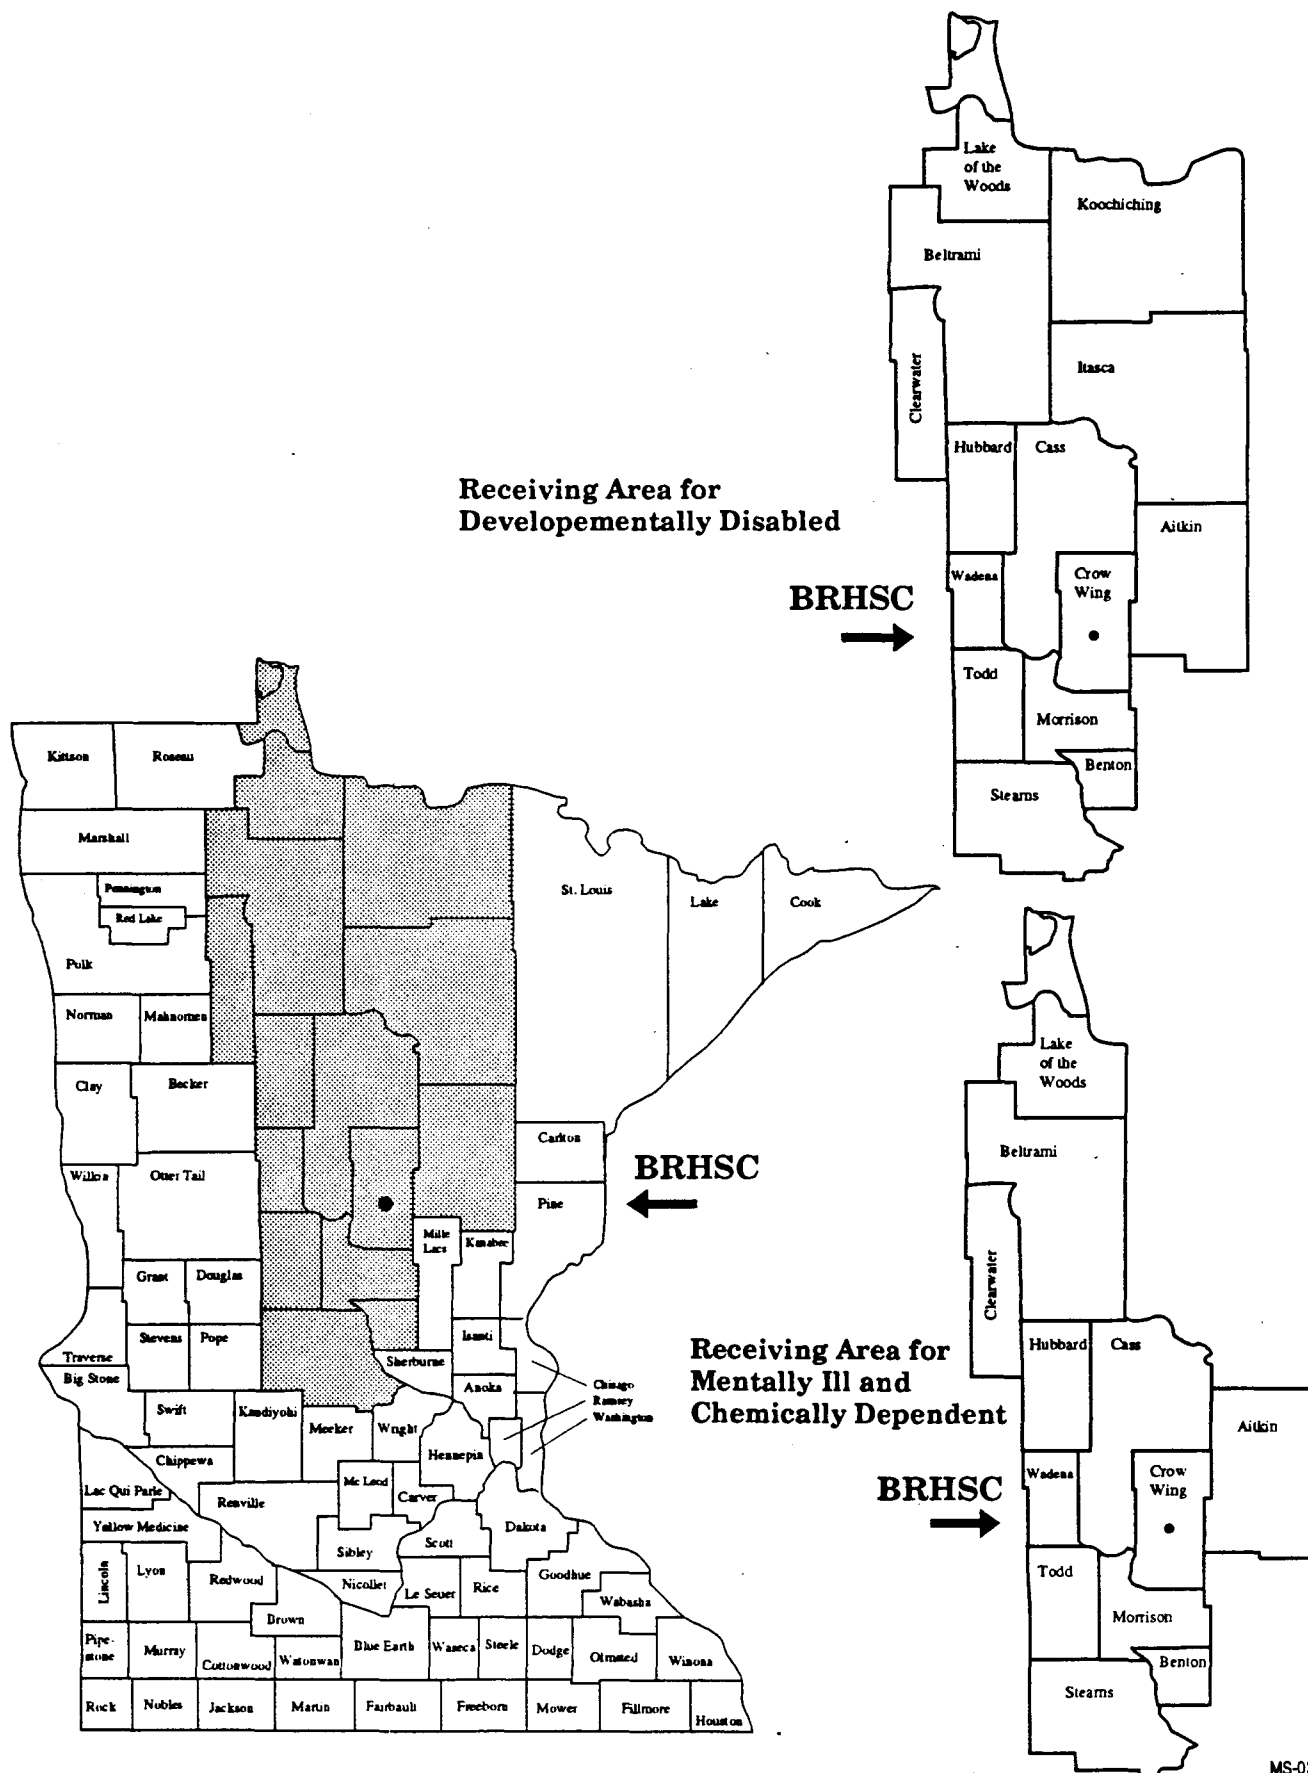 Lake
of the
Woods
Koochiching
Beltrami
Clearwater
Itasca
Hubbard
Cass
Receiving Area for
Developementally Disabled
Aitkin
Wadena
Crow
Wing
BRHSC
Todd
Morrison
Benton
Stearns
Kittson
Roseau
Marshall
Pennington
Red Lake
Polk
Norman
Mahnomen
Clay
Becker
Wilkin
Otter Tail
Grant
Douglas
Stevens
Pope
Traverse
Big Stone
Swift
Kandiyohi
Meeker
Wright
Chippewa
Lac Qui Parle
Renville
Mc Leod
Carver
Hennepin
Yellow Medicine
Sibley
Scott
Dakota
Lincoln
Lyon
Redwood
Nicollet
Le Seuer
Rice
Goodhue
Wabasha
Brown
Pipe-
stone
Murray
Cottonwood
Watonwan
Blue Earth
Waseca
Steele
Dodge
Olmsted
Winona
Rock
Nobles
Jackson
Martin
Fairbault
Freeborn
Mower
Fillmore
Houston
St. Louis
Lake
Cook
Carlton
Pine
BRHSC
Mille
Lacs
Kanabec
Isanti
Sherburne
Anoka
Chisago
Ramsey
Washington
Lake
of the
Woods
Beltrami
Clearwater
Hubbard
Cass
Receiving Area for
Mentally Ill and
Chemically Dependent
Aitkin
Wadena
Crow
Wing
BRHSC
Todd
Morrison
Benton
Stearns